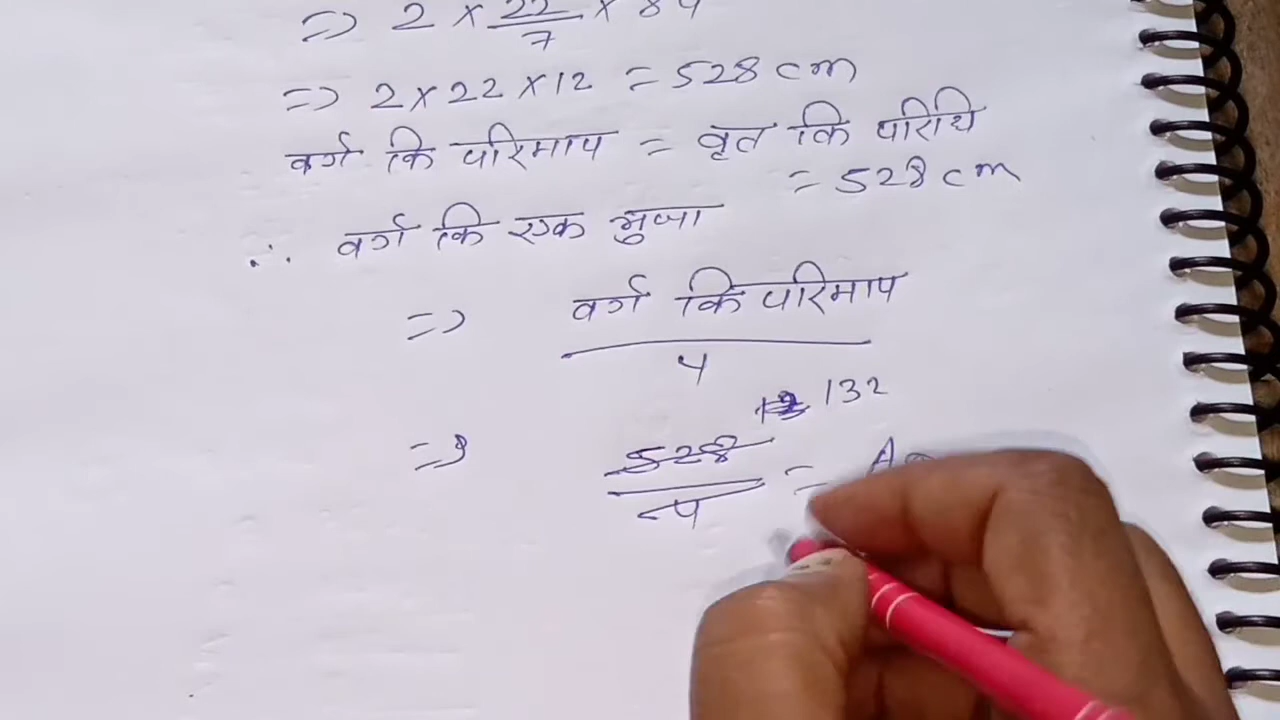 => 2 × 22/7 × 84
=> 2 × 22 × 12 = 528 cm
वर्ग कि परिमाप = वृत कि परिधि
= 528 cm
∴ वर्ग कि एक भुजा
=> वर्ग कि परिमाप
4
132
=> 528/4 =